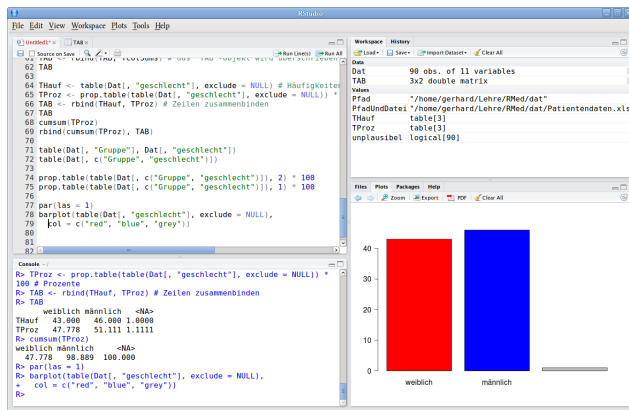 RStudio
File Edit View Workspace Plots Tools Help
Untitled1* × TAB ×
Source on Save Run Line(s) Run All
61 TAB <- rbind(TAB, rowSums) # das "TAB"-Objekt wird überschrieben
62 TAB
63
64 THauf <- table(Dat[, "geschlecht"], exclude = NULL) # Häufigkeiten
65 TProz <- prop.table(table(Dat[, "geschlecht"], exclude = NULL)) *
66 TAB <- rbind(THauf, TProz) # Zeilen zusammenbinden
67 TAB
68 cumsum(TProz)
69 rbind(cumsum(TProz), TAB)
70
71 table(Dat[, "Gruppe"], Dat[, "geschlecht"])
72 table(Dat[, c("Gruppe", "geschlecht")])
73
74 prop.table(table(Dat[, c("Gruppe", "geschlecht")]), 2) * 100
75 prop.table(table(Dat[, c("Gruppe", "geschlecht")]), 1) * 100
76
77 par(las = 1)
78 barplot(table(Dat[, "geschlecht"], exclude = NULL),
79 col = c("red", "blue", "grey"))
80
81
82
Console ~/
R> TProz <- prop.table(table(Dat[, "geschlecht"], exclude = NULL)) *
100 # Prozente
R> TAB <- rbind(THauf, TProz) # Zeilen zusammenbinden
R> TAB
weiblich männlich <NA>
THauf 43.000 46.000 1.0000
TProz 47.778 51.111 1.1111
R> cumsum(TProz)
weiblich männlich <NA>
47.778 98.889 100.000
R> par(las = 1)
R> barplot(table(Dat[, "geschlecht"], exclude = NULL),
+ col = c("red", "blue", "grey"))
R>
Workspace History
Load Save Import Dataset Clear All
Data
Dat 90 obs. of 11 variables
TAB 3x2 double matrix
Values
Pfad "/home/gerhard/Lehre/RMed/dat"
PfadUndDatei "/home/gerhard/Lehre/RMed/dat/Patientendaten.xls
THauf table[3]
TProz table[3]
unplausibel logical[90]
Files Plots Packages Help
Zoom Export PDF Clear All
40
30
20
10
0
weiblich männlich